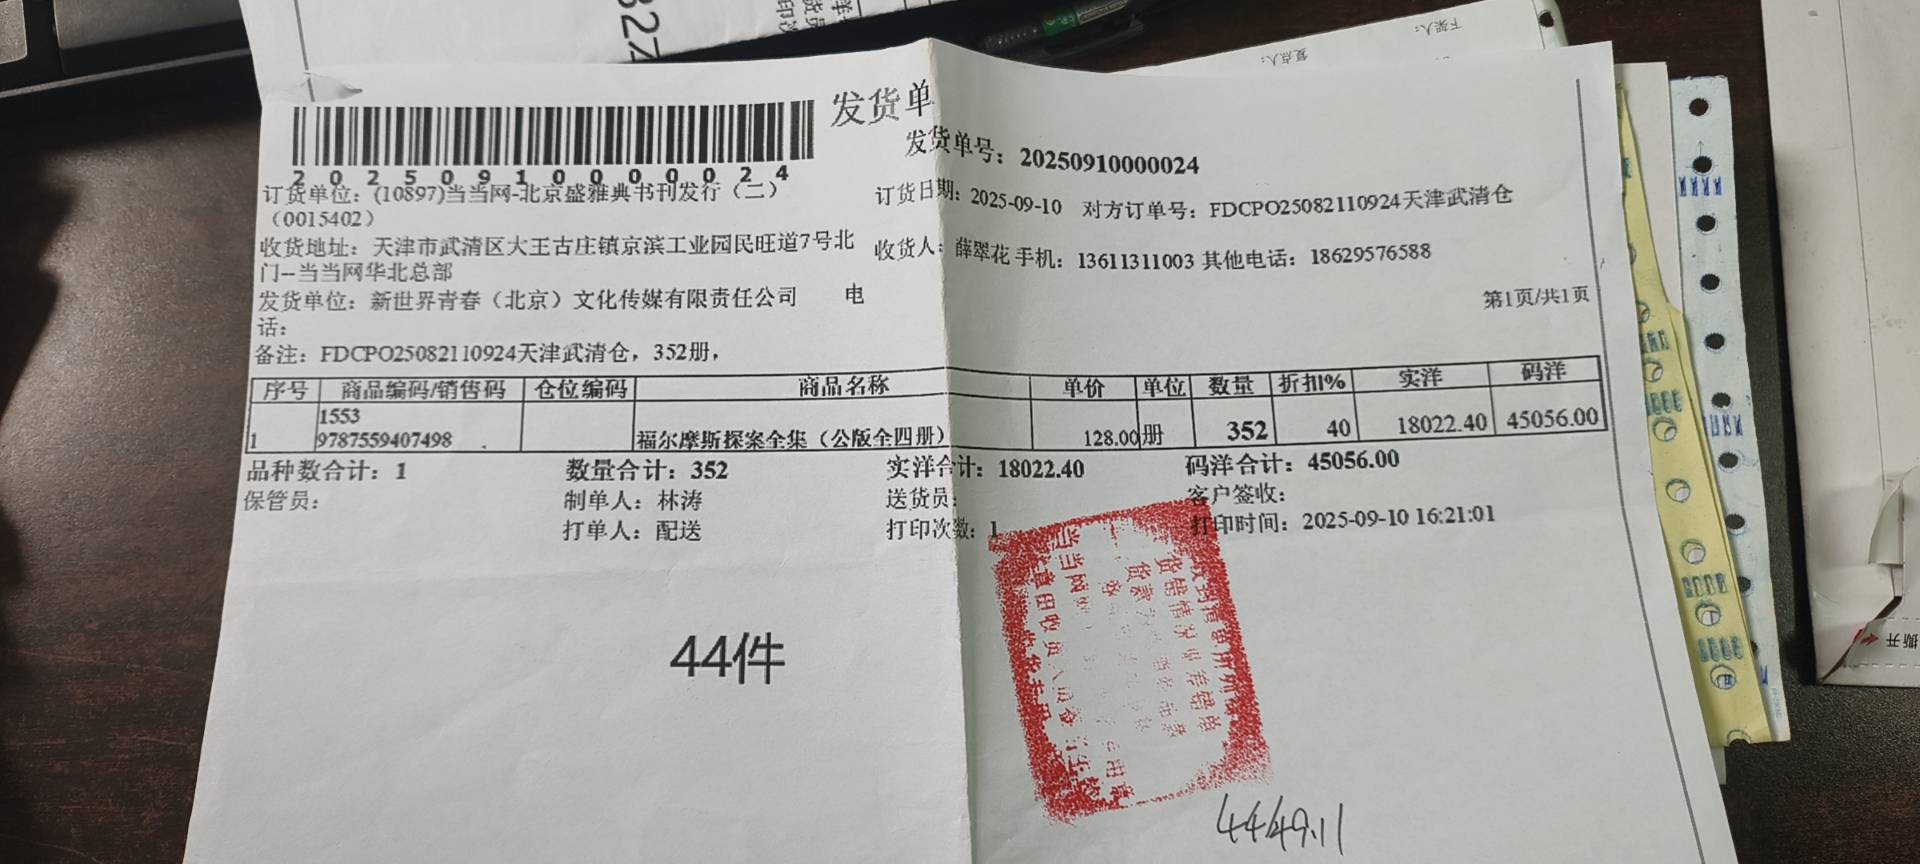 发货单
20250910000024
发货单号：20250910000024
订货单位：(10897)当当网-北京盛雅典书刊发行（二）
（0015402）
订货日期：2025-09-10 对方订单号：FDCPO25082110924天津武清仓
收货地址：天津市武清区大王古庄镇京滨工业园民旺道7号北
门--当当网华北总部
收货人：薛翠花 手机：13611311003 其他电话：18629576588
发货单位：新世界青春（北京）文化传媒有限责任公司 电
话：
第1页/共1页
备注：FDCPO25082110924天津武清仓，352册，
序号 商品编码/销售码 仓位编码 商品名称 单价 单位 数量 折扣% 实洋 码洋
1553
1 9787559407498 福尔摩斯探案全集（公版全四册） 128.00 册 352 40 18022.40 45056.00
品种数合计：1 数量合计：352 实洋合计：18022.40 码洋合计：45056.00
保管员： 制单人：林涛 送货员： 客户签收：
打单人：配送 打印次数：1 打印时间：2025-09-10 16:21:01
44件
当当网
下架人：
复点人：
撕开